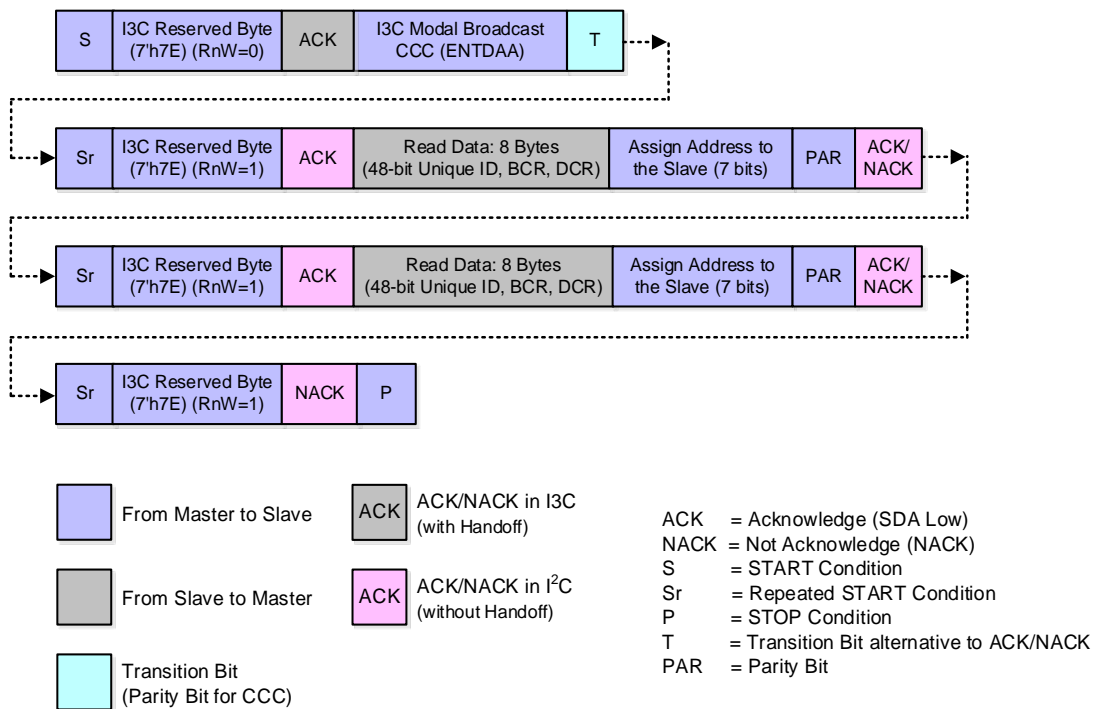 S
I3C Reserved Byte
(7'h7E) (RnW=0)
ACK
I3C Modal Broadcast
CCC (ENTDAA)
T
Sr
I3C Reserved Byte
(7'h7E) (RnW=1)
ACK
Read Data: 8 Bytes
(48-bit Unique ID, BCR, DCR)
Assign Address to
the Slave (7 bits)
PAR
ACK/
NACK
Sr
I3C Reserved Byte
(7'h7E) (RnW=1)
ACK
Read Data: 8 Bytes
(48-bit Unique ID, BCR, DCR)
Assign Address to
the Slave (7 bits)
PAR
ACK/
NACK
Sr
I3C Reserved Byte
(7'h7E) (RnW=1)
NACK
P
From Master to Slave
From Slave to Master
Transition Bit
(Parity Bit for CCC)
ACK
ACK/NACK in I3C
(with Handoff)
ACK
ACK/NACK in I²C
(without Handoff)
ACK = Acknowledge (SDA Low)
NACK = Not Acknowledge (NACK)
S = START Condition
Sr = Repeated START Condition
P = STOP Condition
T = Transition Bit alternative to ACK/NACK
PAR = Parity Bit